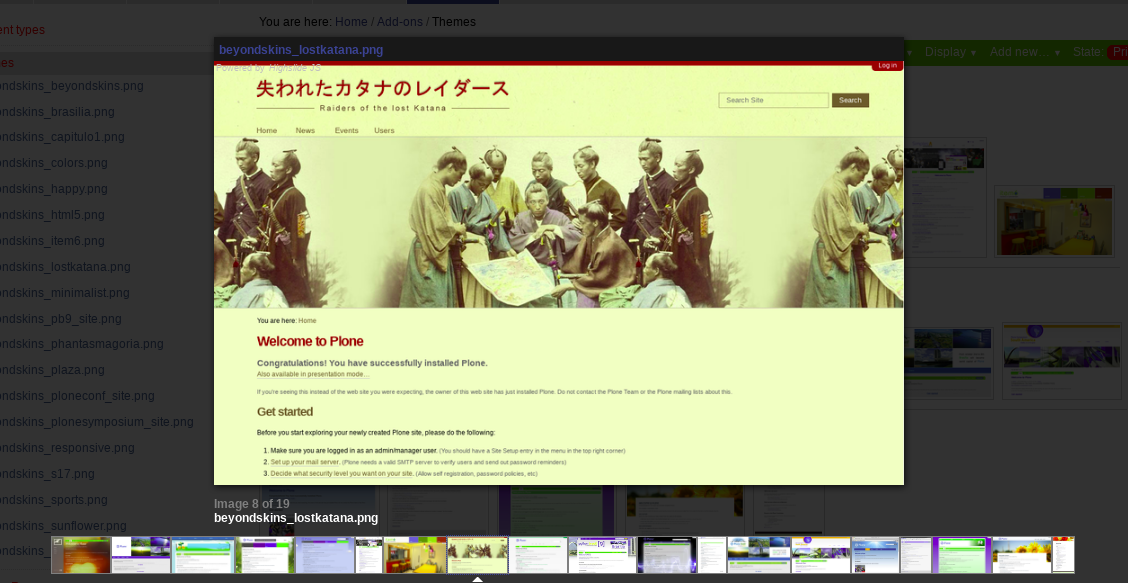 You are here: Home / Add-ons / Themes
ent types
es
Display ▼ Add new… ▼ State: Pri
ondskins_beyondskins.png
ondskins_brasilia.png
ondskins_capitulo1.png
ondskins_colors.png
ondskins_happy.png
ondskins_html5.png
ondskins_item6.png
ondskins_lostkatana.png
ondskins_minimalist.png
ondskins_pb9_site.png
ondskins_phantasmagoria.png
ondskins_plaza.png
ondskins_ploneconf_site.png
ondskins_plonesymposium_site.png
ondskins_responsive.png
ondskins_s17.png
ondskins_sports.png
ondskins_sunflower.png
ondskins_
beyondskins_lostkatana.png
Powered by Highslide JS
Log in
失われたカタナのレイダース
Raiders of the lost Katana
Search Site Search
Home News Events Users
You are here: Home
Welcome to Plone
Congratulations! You have successfully installed Plone.
Also available in presentation mode…
If you're seeing this instead of the web site you were expecting, the owner of this web site has just installed Plone. Do not contact the Plone Team or the Plone mailing lists about this.
Get started
Before you start exploring your newly created Plone site, please do the following:
1. Make sure you are logged in as an admin/manager user. (You should have a Site Setup entry in the menu in the top right corner)
2. Set up your mail server. (Plone needs a valid SMTP server to verify users and send out password reminders)
3. Decide what security level you want on your site. (Allow self registration, password policies, etc)
Image 8 of 19
beyondskins_lostkatana.png